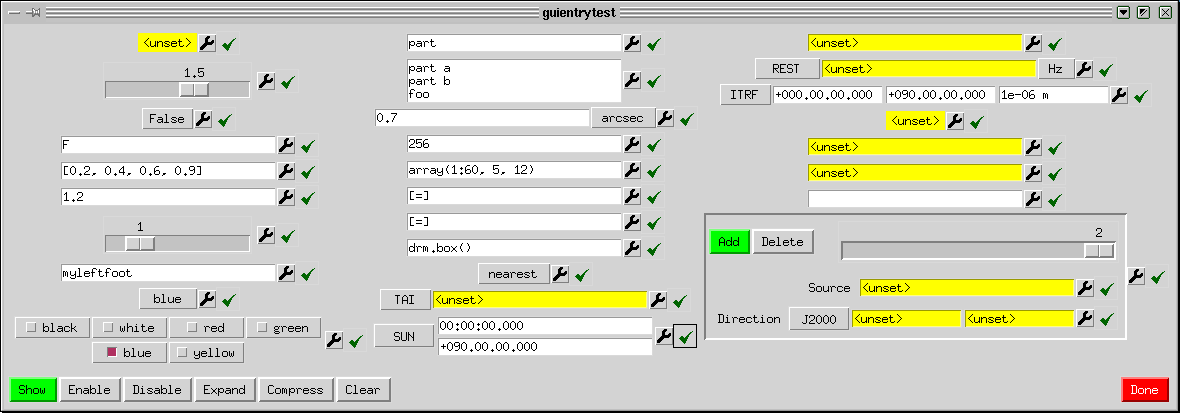 guientrytest
<unset>
1.5
False
F
[0.2, 0.4, 0.6, 0.9]
1.2
1
myleftfoot
blue
black white red green
blue yellow
part
part a
part b
foo
0.7 arcsec
256
array(1:60, 5, 12)
[=]
[=]
drm.box()
nearest
TAI <unset>
SUN 00:00:00.000
+090.00.00.000
<unset>
REST <unset> Hz
ITRF +000.00.00.000 +090.00.00.000 1e-06 m
<unset>
<unset>
<unset>
Add Delete 2
Source <unset>
Direction J2000 <unset> <unset>
Show Enable Disable Expand Compress Clear Done